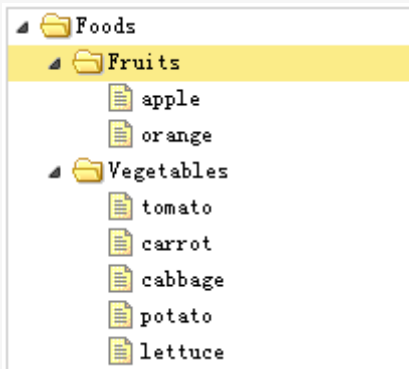 Foods
Fruits
apple
orange
Vegetables
tomato
carrot
cabbage
potato
lettuce